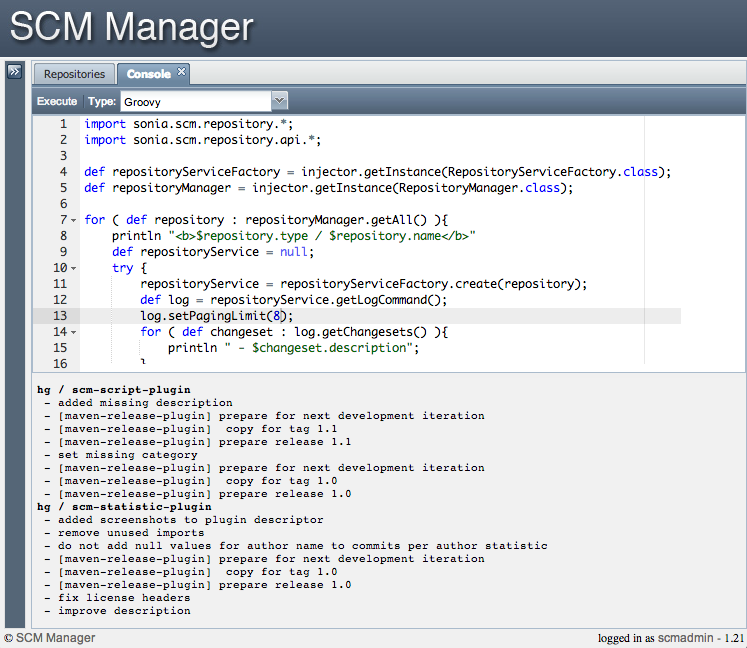 SCM Manager
Repositories Console
Execute Type: Groovy
1 import sonia.scm.repository.*;
2 import sonia.scm.repository.api.*;
3
4 def repositoryServiceFactory = injector.getInstance(RepositoryServiceFactory.class);
5 def repositoryManager = injector.getInstance(RepositoryManager.class);
6
7 for ( def repository : repositoryManager.getAll() ){
8 println "<b>$repository.type / $repository.name</b>"
9 def repositoryService = null;
10 try {
11 repositoryService = repositoryServiceFactory.create(repository);
12 def log = repositoryService.getLogCommand();
13 log.setPagingLimit(8);
14 for ( def changeset : log.getChangesets() ){
15 println " - $changeset.description";
16 }
hg / scm-script-plugin
- added missing description
- [maven-release-plugin] prepare for next development iteration
- [maven-release-plugin]  copy for tag 1.1
- [maven-release-plugin] prepare release 1.1
- set missing category
- [maven-release-plugin] prepare for next development iteration
- [maven-release-plugin]  copy for tag 1.0
- [maven-release-plugin] prepare release 1.0
hg / scm-statistic-plugin
- added screenshots to plugin descriptor
- remove unused imports
- do not add null values for author name to commits per author statistic
- [maven-release-plugin] prepare for next development iteration
- [maven-release-plugin]  copy for tag 1.0
- [maven-release-plugin] prepare release 1.0
- fix license headers
- improve description
© SCM Manager logged in as scmadmin - 1.21